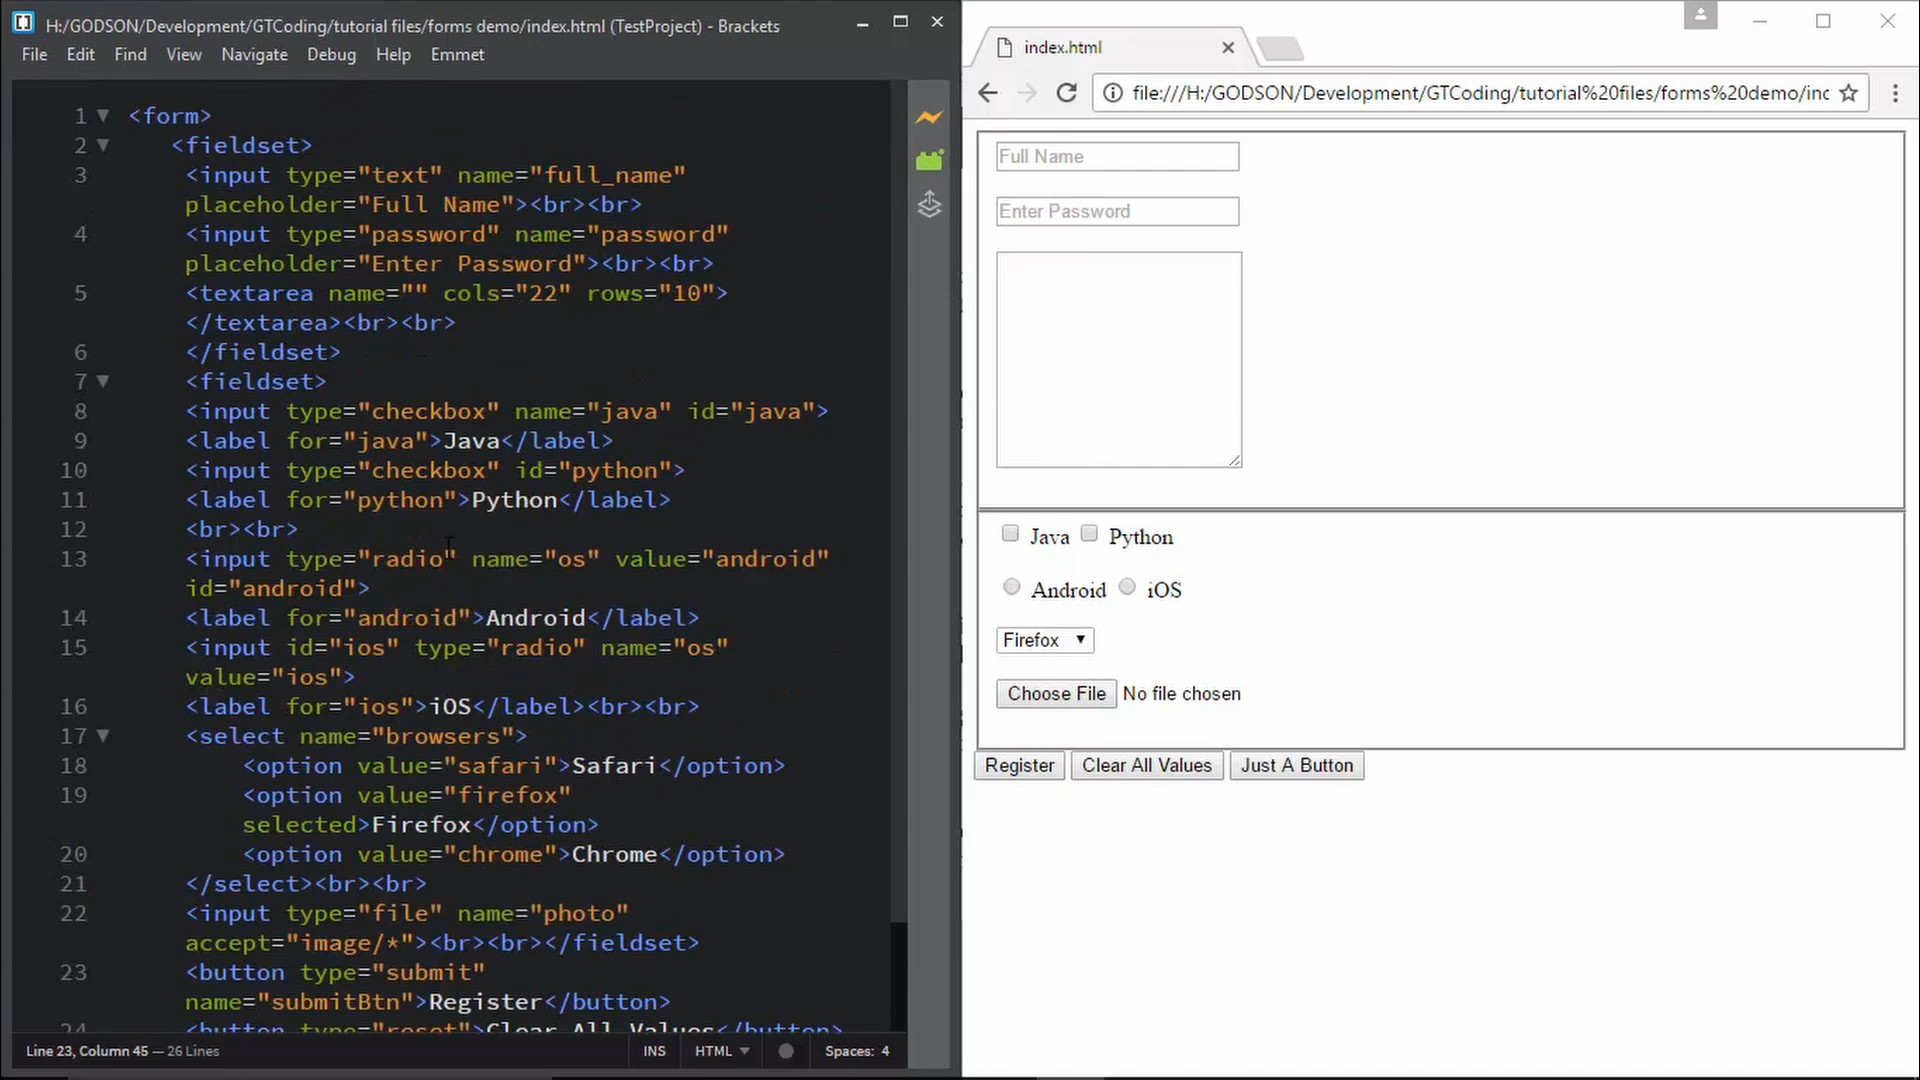 H:/GODSON/Development/GTCoding/tutorial files/forms demo/index.html (TestProject) - Brackets
File Edit Find View Navigate Debug Help Emmet
1 <form>
2 <fieldset>
3 <input type="text" name="full_name"
placeholder="Full Name"><br><br>
4 <input type="password" name="password"
placeholder="Enter Password"><br><br>
5 <textarea name="" cols="22" rows="10">
</textarea><br><br>
6 </fieldset>
7 <fieldset>
8 <input type="checkbox" name="java" id="java">
9 <label for="java">Java</label>
10 <input type="checkbox" id="python">
11 <label for="python">Python</label>
12 <br><br>
13 <input type="radio" name="os" value="android"
id="android">
14 <label for="android">Android</label>
15 <input id="ios" type="radio" name="os"
value="ios">
16 <label for="ios">iOS</label><br><br>
17 <select name="browsers">
18 <option value="safari">Safari</option>
19 <option value="firefox"
selected>Firefox</option>
20 <option value="chrome">Chrome</option>
21 </select><br><br>
22 <input type="file" name="photo"
accept="image/*"><br><br></fieldset>
23 <button type="submit"
name="submitBtn">Register</button>
24 <button type="reset">Clear All Values</button>
Line 23, Column 45 — 26 Lines
INS HTML Spaces: 4
index.html
file:///H:/GODSON/Development/GTCoding/tutorial%20files/forms%20demo/inc
Full Name
Enter Password
Java Python
Android iOS
Firefox
Choose File No file chosen
Register Clear All Values Just A Button